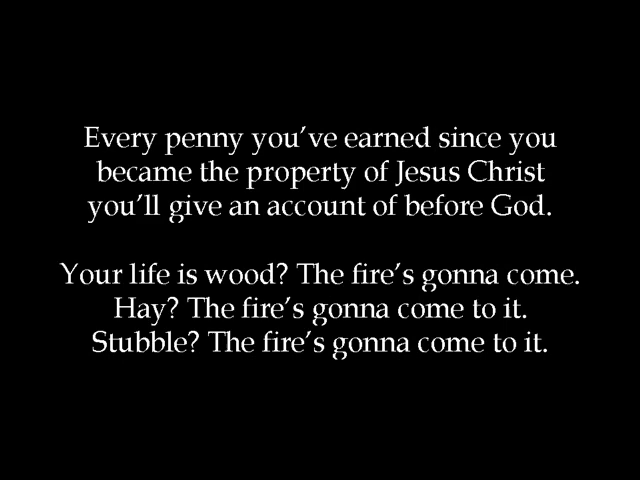 Every penny you’ve earned since you
became the property of Jesus Christ
you’ll give an account of before God.
Your life is wood? The fire’s gonna come.
Hay? The fire’s gonna come to it.
Stubble? The fire’s gonna come to it.